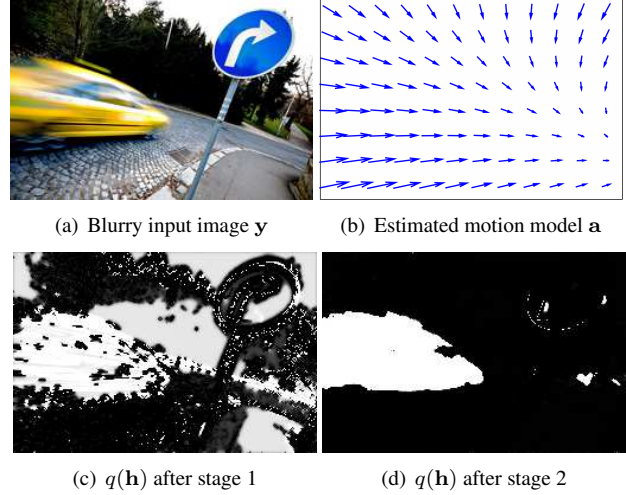 (a) Blurry input image y
(b) Estimated motion model a
(c) q(h) after stage 1
(d) q(h) after stage 2